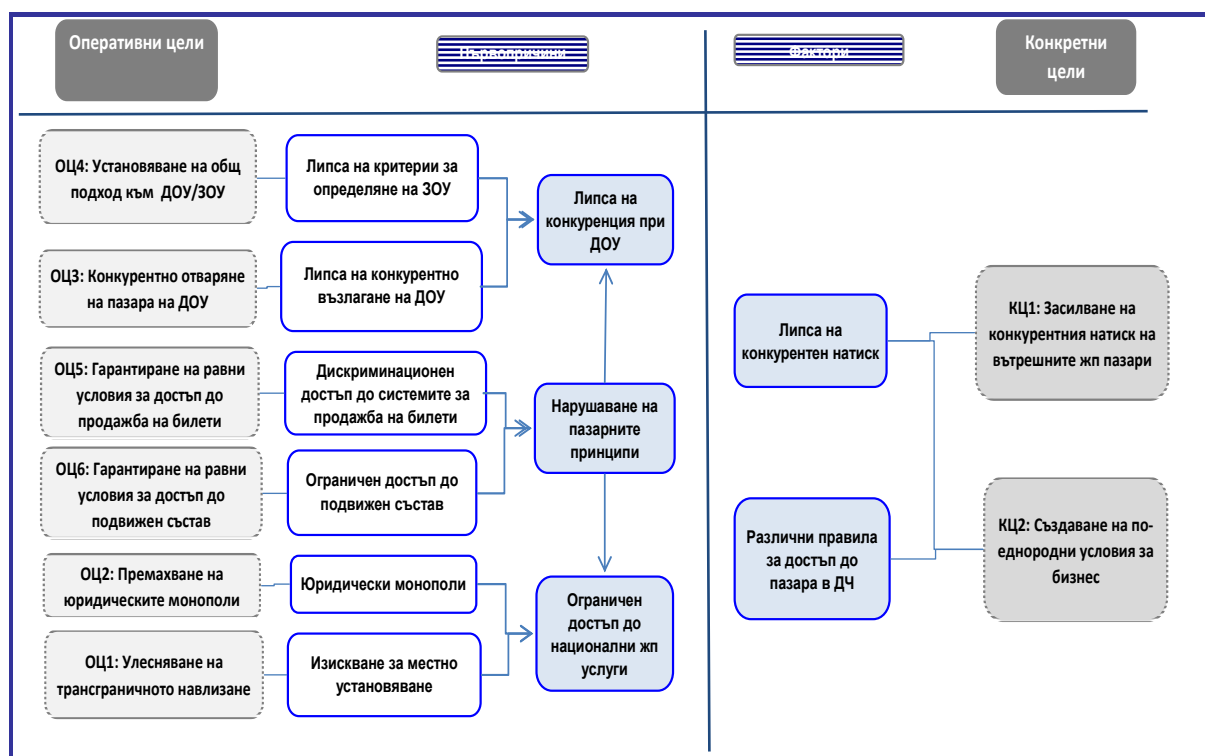 Оперативни цели
Първопричини
Фактори
Конкретни
цели
ОЦ4: Установяване на общ
подход към ДОУ/ЗОУ
Липса на критерии за
определяне на ЗОУ
Липса на
конкуренция при
ДОУ
ОЦ3: Конкурентно отваряне
на пазара на ДОУ
Липса на конкурентно
възлагане на ДОУ
ОЦ5: Гарантиране на равни
условия за достъп до
продажба на билети
Дискриминационен
достъп до системите за
продажба на билети
Нарушаване на
пазарните
принципи
ОЦ6: Гарантиране на равни
условия за достъп до
подвижен състав
Ограничен достъп до
подвижен състав
ОЦ2: Премахване на
юридическите монополи
Юридически монополи
Ограничен
достъп до
национални жп
услуги
ОЦ1: Улесняване на
трансграничното навлизане
Изискване за местно
установяване
Липса на
конкурентен натиск
КЦ1: Засилване на
конкурентния натиск на
вътрешните жп пазари
Различни правила
за достъп до
пазара в ДЧ
КЦ2: Създаване на по-
еднородни условия за
бизнес